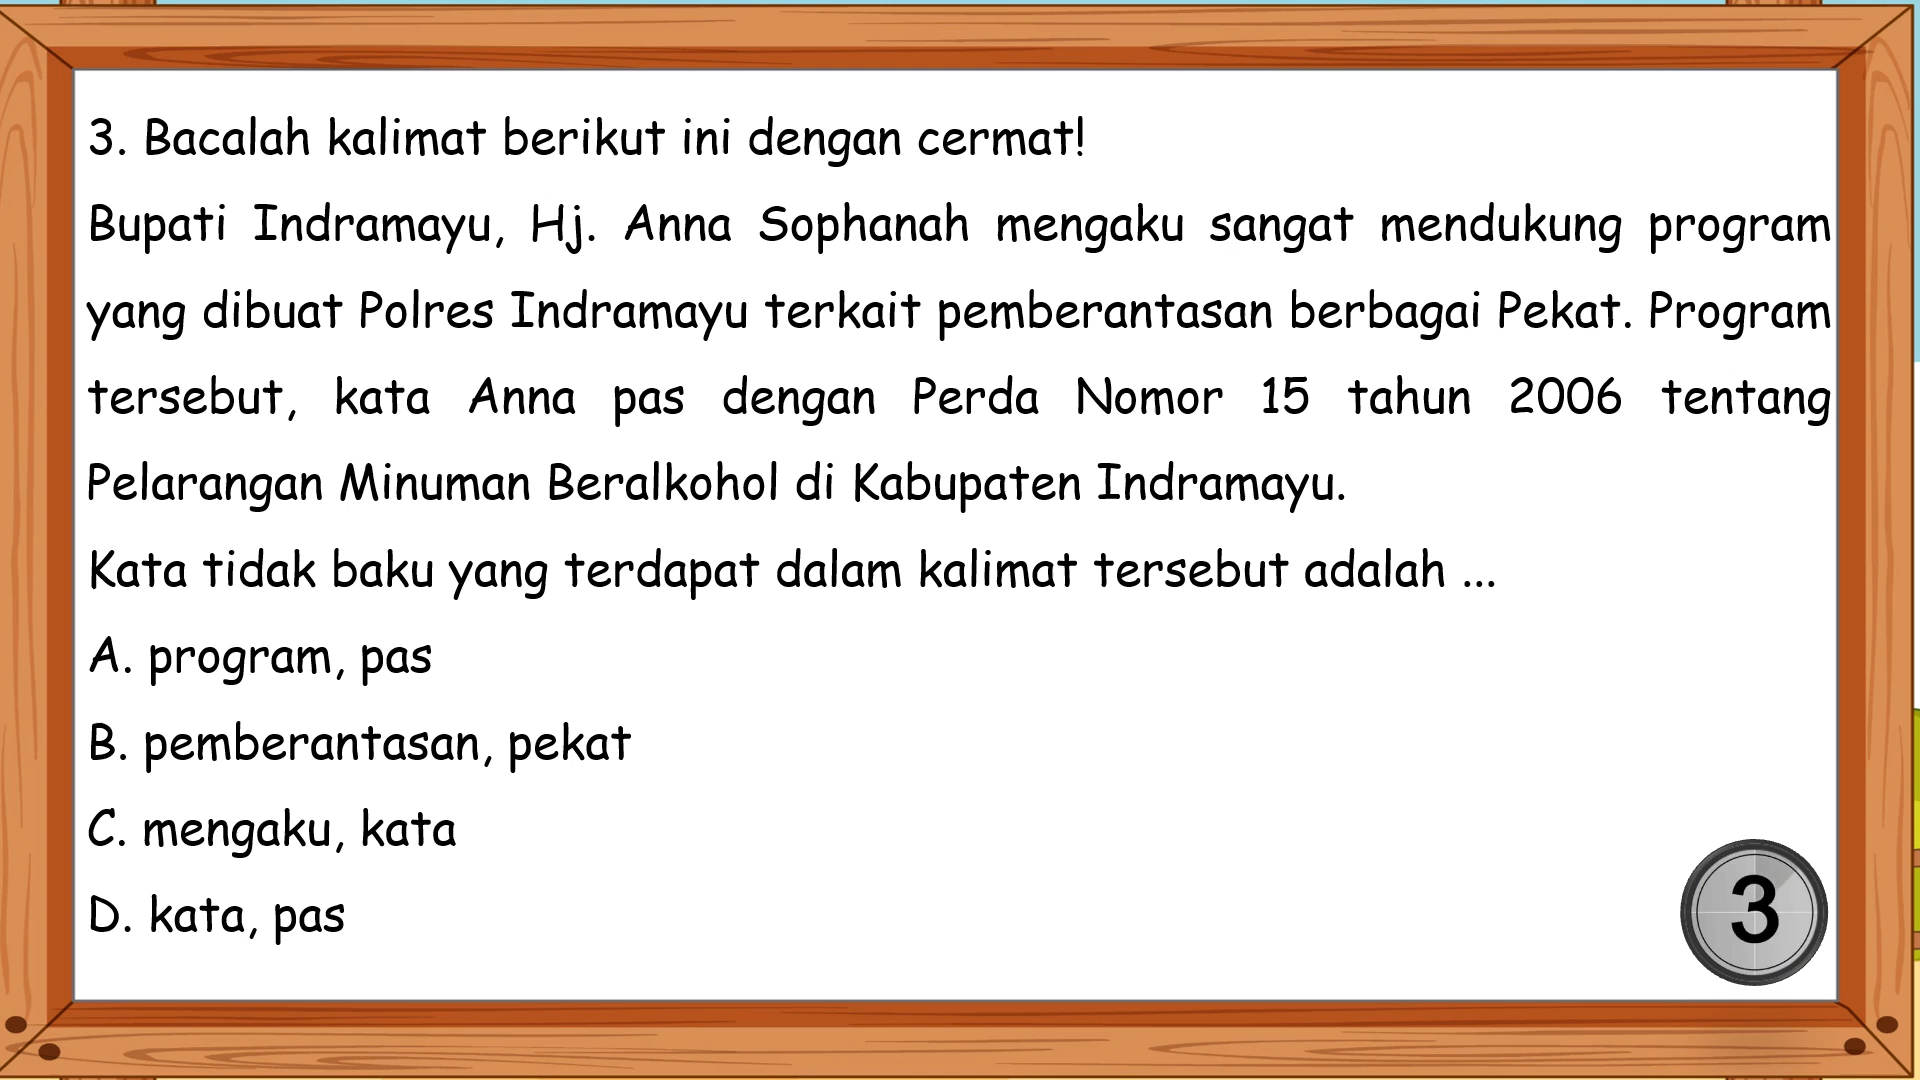 3. Bacalah kalimat berikut ini dengan cermat!
Bupati Indramayu, Hj. Anna Sophanah mengaku sangat mendukung program
yang dibuat Polres Indramayu terkait pemberantasan berbagai Pekat. Program
tersebut, kata Anna pas dengan Perda Nomor 15 tahun 2006 tentang
Pelarangan Minuman Beralkohol di Kabupaten Indramayu.
Kata tidak baku yang terdapat dalam kalimat tersebut adalah ...
A. program, pas
B. pemberantasan, pekat
C. mengaku, kata
D. kata, pas
3